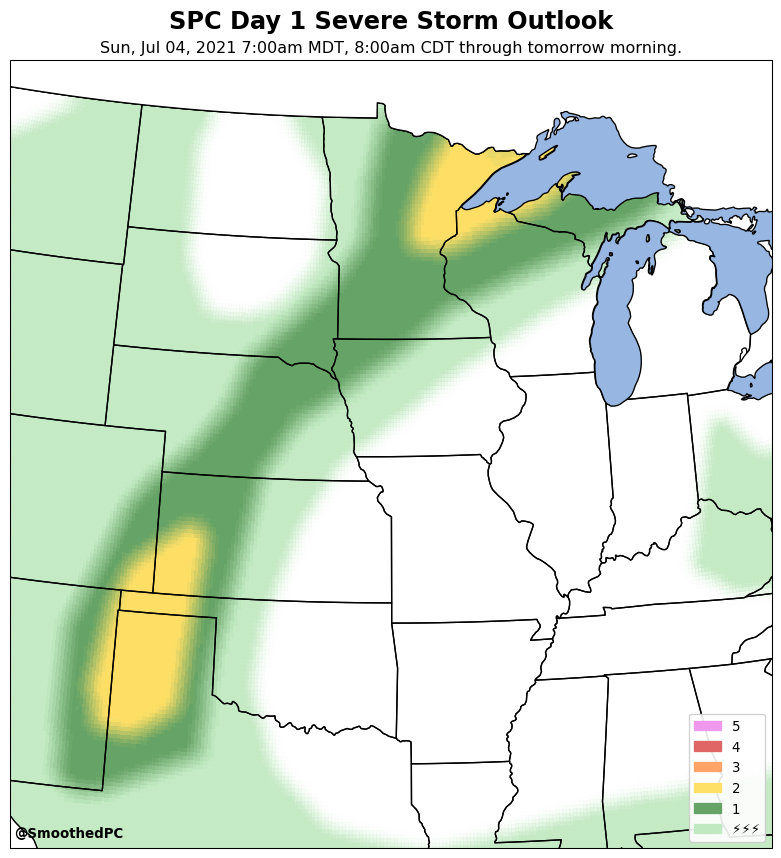 SPC Day 1 Severe Storm Outlook
Sun, Jul 04, 2021 7:00am MDT, 8:00am CDT through tomorrow morning.
5
4
3
2
1
⚡⚡⚡
@SmoothedPC